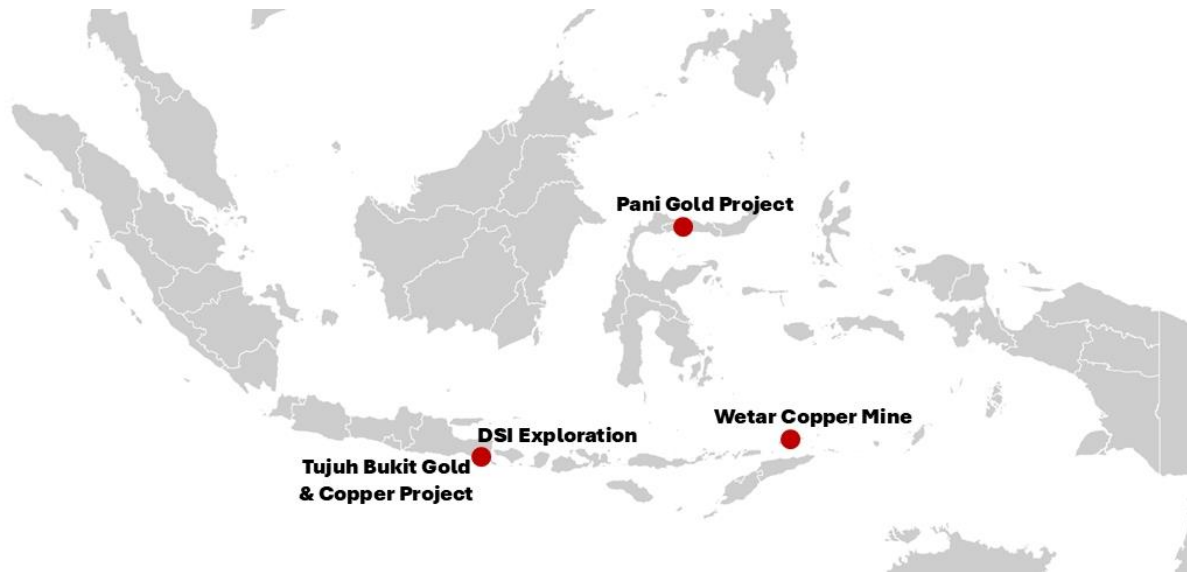 Pani Gold Project
Wetar Copper Mine
DSI Exploration
Tujuh Bukit Gold
& Copper Project